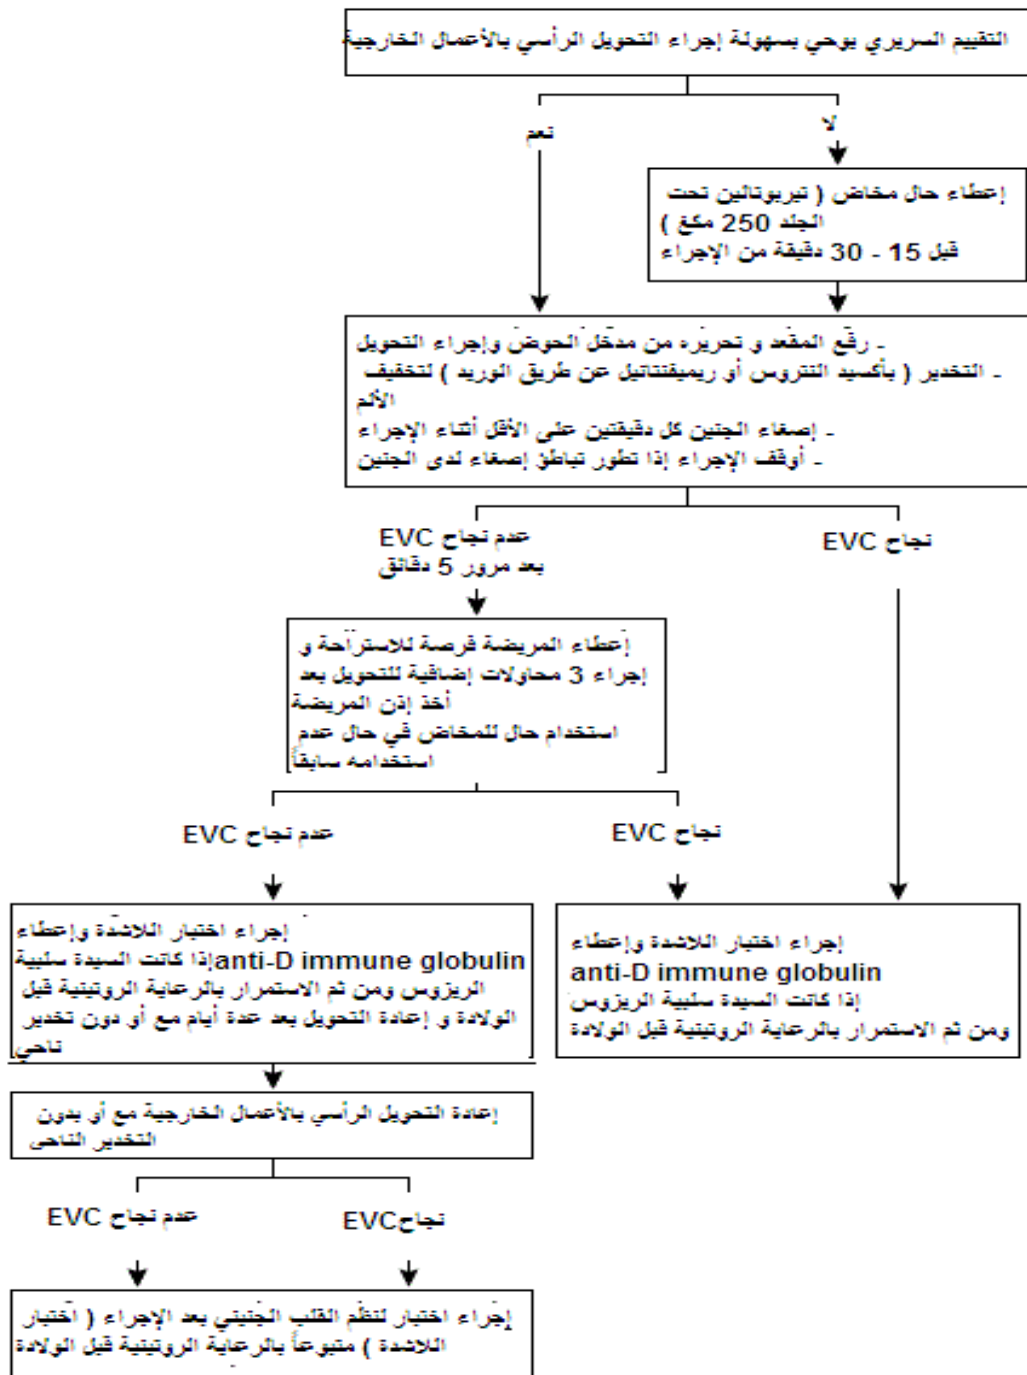 التقييم السريري يوحي بسهولة إجراء التحويل الرأسي بالأعمال الخارجية
لا
نعم
إعطاء حال مخاض ( تيربوتالين تحت
الجلد 250 مكغ )
قبل 15 - 30 دقيقة من الإجراء
ـ رفع المقعد و تحريره من مدخل الحوض وإجراء التحويل
ـ التخدير ( بأكسيد النتروس أو ريميفنتانيل عن طريق الوريد ) لتخفيف
الألم
ـ إصغاء الجنين كل دقيقتين على الأقل أثناء الإجراء
ـ أوقف الإجراء إذا تطور تباطؤ إصغاء لدى الجنين
نجاح EVC
عدم نجاح EVC
بعد مرور 5 دقائق
إعطاء المريضة فرصة للاستراحة و
إجراء 3 محاولات إضافية للتحويل بعد
أخذ إذن المريضة
استخدام حال للمخاض في حال عدم
استخدامه سابقاً
نجاح EVC
عدم نجاح EVC
إجراء اختبار اللاشدة وإعطاء
anti-D immune globulin
إذا كانت السيدة سلبية الريزوس
ومن ثم الاستمرار بالرعاية الروتينية قبل الولادة
إجراء اختبار اللاشدة وإعطاء
anti-D immune globulinإذا كانت السيدة سلبية
الريزوس ومن ثم الاستمرار بالرعاية الروتينية قبل
الولادة و إعادة التحويل بعد عدة أيام مع أو دون تخدير
ناحي
إعادة التحويل الرأسي بالأعمال الخارجية مع أو بدون
التخدير الناحي
نجاحEVC
عدم نجاح EVC
إجراء اختبار لنظم القلب الجنيني بعد الإجراء ( اختبار
اللاشدة ) متبوعاً بالرعاية الروتينية قبل الولادة